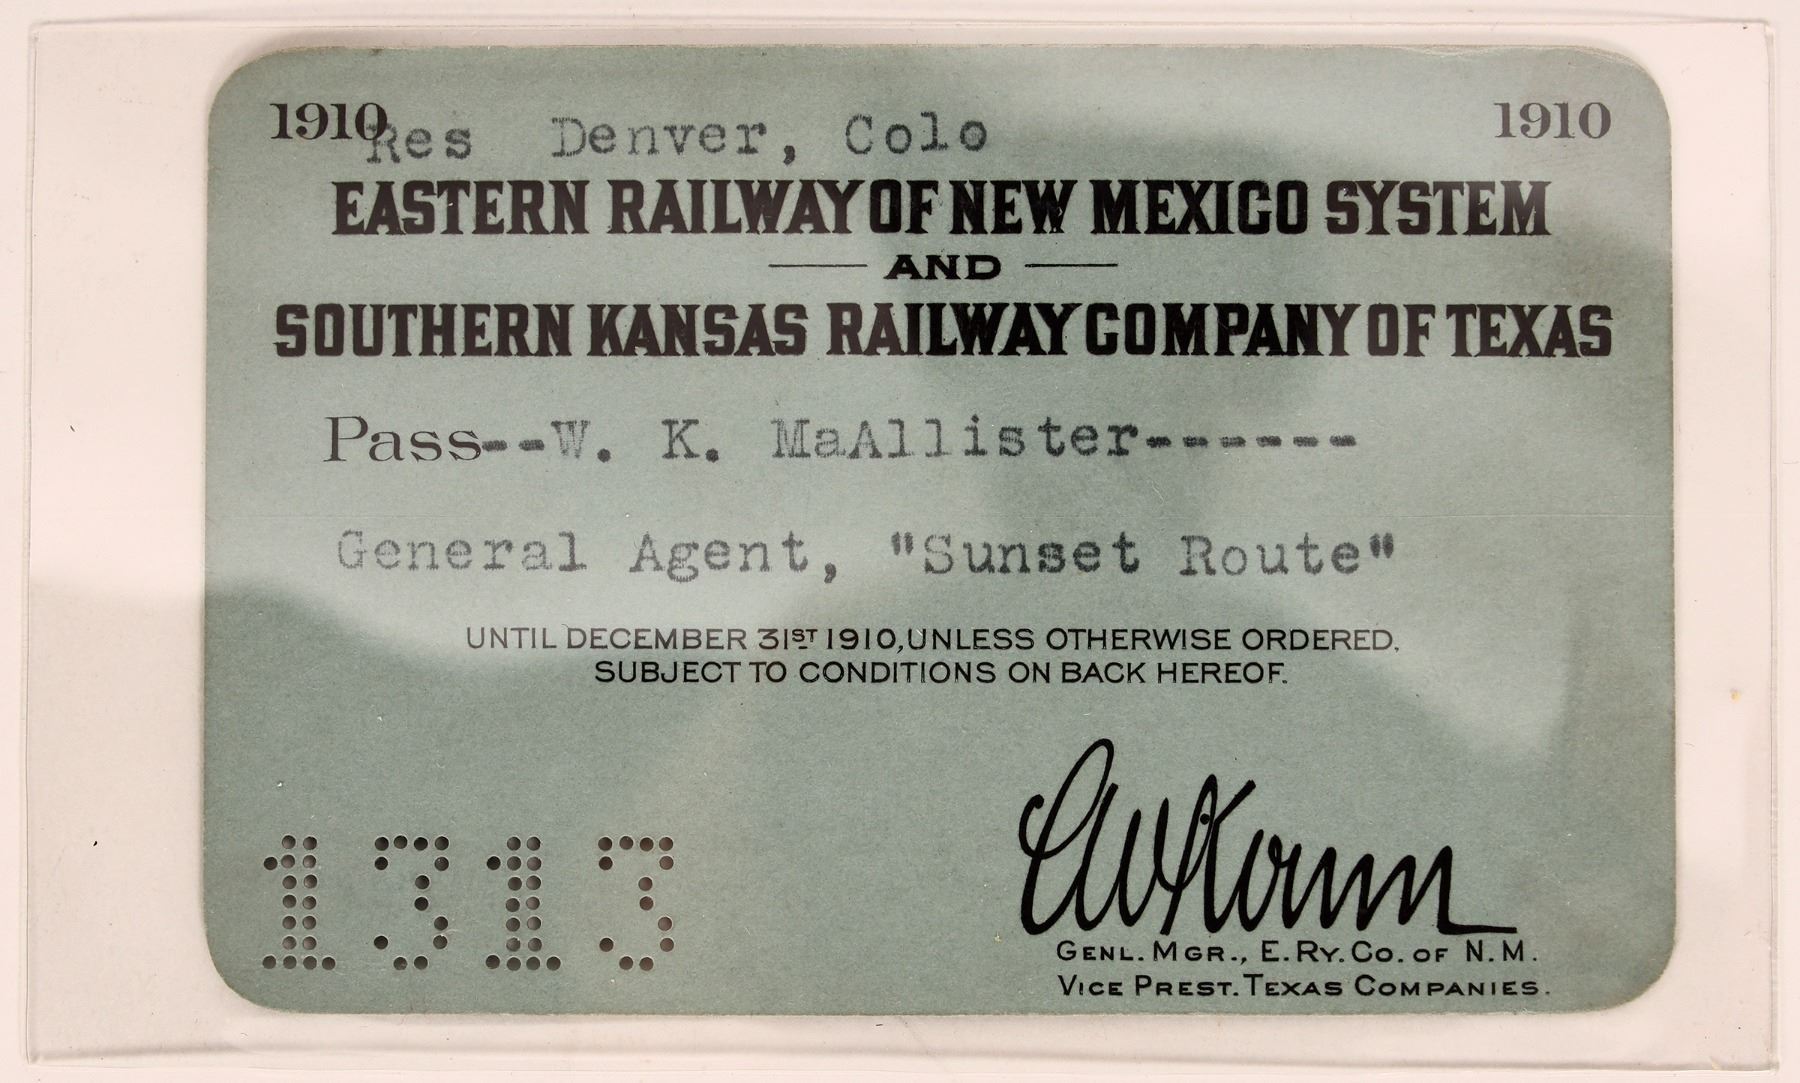 1910 1910
Res Denver, Colo
EASTERN RAILWAY OF NEW MEXICO SYSTEM
AND
SOUTHERN KANSAS RAILWAY COMPANY OF TEXAS
Pass--W. K. MaAllister------
General Agent, "Sunset Route"
UNTIL DECEMBER 31ST 1910, UNLESS OTHERWISE ORDERED,
SUBJECT TO CONDITIONS ON BACK HEREOF.
1313
GENL. MGR., E. RY. CO. OF N. M.
VICE PREST. TEXAS COMPANIES.